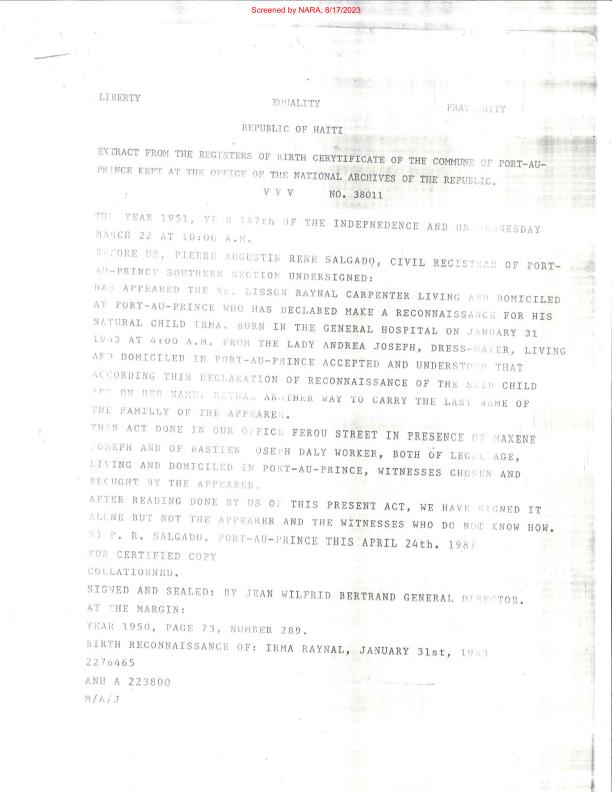 Screened by NARA, 8/17/2023
LIBERTY EQUALITY FRATERNITY
REPUBLIC OF HAITI
EXTRACT FROM THE REGISTERS OF BIRTH CERYTIFICATE OF THE COMMUNE OF PORT-AU-
PRINCE KEPT AT THE OFFICE OF THE NATIONAL ARCHIVES OF THE REPUBLIC.
V V V NO. 38011
THE YEAR 1951, 147th OF THE INDEPNEDENCE AND ON WEDNESDAY
MARCH 22 AT 10:00 A.M.
BEFORE US, PIERRE AUGUSTIN RENE SALGADO, CIVIL REGISTRAR OF PORT-
AU-PRINCE SOUTHERN SECTION UNDERSIGNED:
HAS APPEARED THE LISSON RAYNAL CARPENTER LIVING AND DOMICILED
AT PORT-AU-PRINCE WHO HAS DECLARED MAKE A RECONNAISSANCE FOR HIS
NATURAL CHILD IRMA. BORN IN THE GENERAL HOSPITAL ON JANUARY 31
1943 AT 4:00 A.M. FROM THE LADY ANDREA JOSEPH, DRESS-MAKER, LIVING
AND DOMICILED IN PORT-AU-PRINCE ACCEPTED AND UNDERSTOOD THAT
ACCORDING THIS DECLARATION OF RECONNAISSANCE OF THE SAID CHILD
ADD ON HER NAME. RAYNAL ANOTHER WAY TO CARRY THE LAST NAME OF
THE FAMILLY OF THE APPEARER.
THIS ACT DONE IN OUR OFFICE FEROU STREET IN PRESENCE OF MAXENE
JOSEPH AND OF BASTIEN JOSEPH DALY WORKER, BOTH OF LEGAL AGE,
LIVING AND DOMICILED IN PORT-AU-PRINCE, WITNESSES CHOSEN AND
BROUGHT BY THE APPEARER.
AFTER READING DONE BY US OF THIS PRESENT ACT, WE HAVE SIGNED IT
ALONE BUT NOT THE APPEARER AND THE WITNESSES WHO DO NOT KNOW HOW.
S) P. R. SALGADO. PORT-AU-PRINCE THIS APRIL 24th. 1987
FOR CERTIFIED COPY
COLLATIONNED.
SIGNED AND SEALED: BY JEAN WILFRID BERTRAND GENERAL DIRECTOR.
AT THE MARGIN:
YEAR 1950, PAGE 73, NUMBER 289.
BIRTH RECONNAISSANCE OF: IRMA RAYNAL, JANUARY 31st, 1943
2276465
ANH A 223800
M/A/J